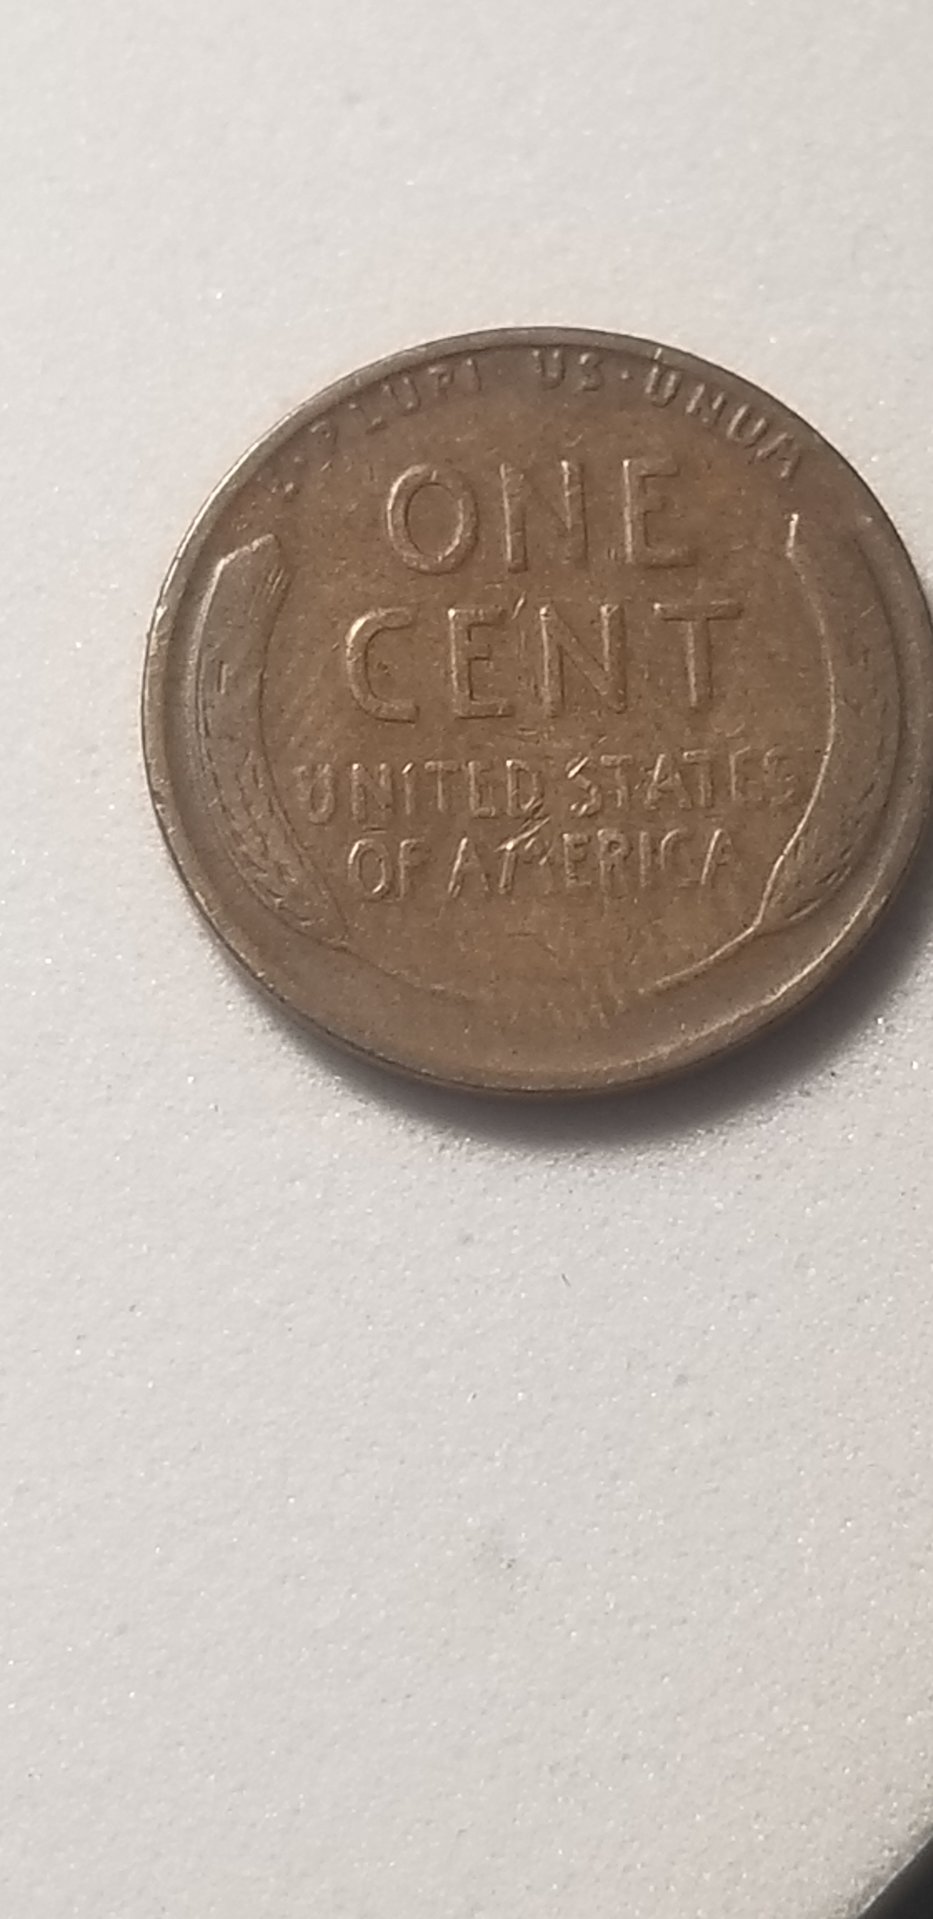 E·PLURIBUS·UNUM
ONE
CENT
UNITED STATES
OF AMERICA